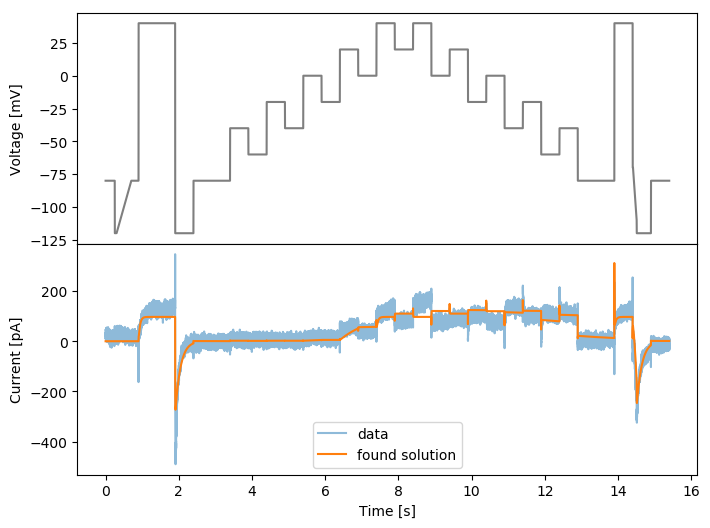 Voltage [mV]
25
0
−25
−50
−75
−100
−125
Current [pA]
200
0
−200
−400
data
found solution
0 2 4 6 8 10 12 14 16
Time [s]